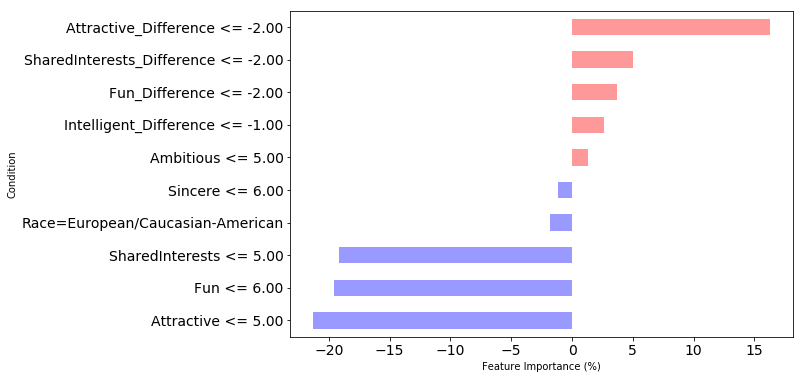 Attractive_Difference <= -2.00
SharedInterests_Difference <= -2.00
Fun_Difference <= -2.00
Intelligent_Difference <= -1.00
Ambitious <= 5.00
Sincere <= 6.00
Race=European/Caucasian-American
SharedInterests <= 5.00
Fun <= 6.00
Attractive <= 5.00
Condition
−20 −15 −10 −5 0 5 10 15
Feature Importance (%)